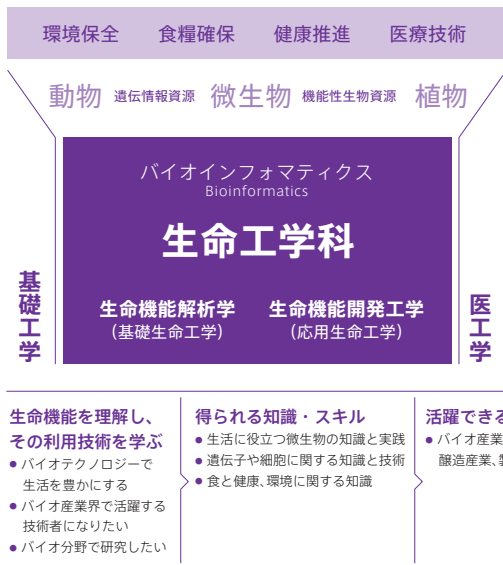 環境保全 食糧確保 健康推進 医療技術
動物 遺伝情報資源 微生物 機能性生物資源 植物
バイオインフォマティクス
Bioinformatics
生命工学科
基礎工学
生命機能解析学 生命機能開発工学
(基礎生命工学) (応用生命工学)
医工学
生命機能を理解し、
その利用技術を学ぶ
● バイオテクノロジーで
生活を豊かにする
● バイオ産業界で活躍する
技術者になりたい
● バイオ分野で研究したい
得られる知識・スキル
● 生活に役立つ微生物の知識と実践
● 遺伝子や細胞に関する知識と技術
● 食と健康、環境に関する知識
活躍でき
● バイオ産業
醸造産業、